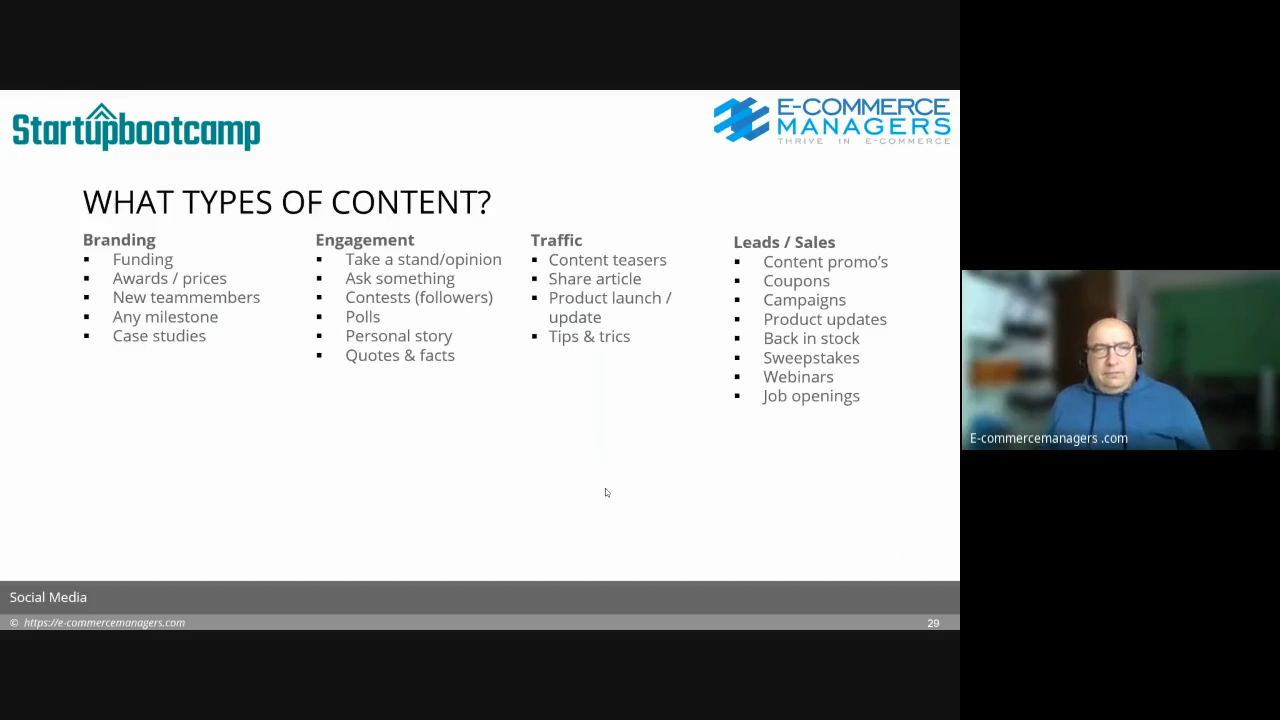 Startupbootcamp
E-COMMERCE
MANAGERS
THRIVE IN E-COMMERCE
WHAT TYPES OF CONTENT?
Branding
Funding
Awards / prices
New teammembers
Any milestone
Case studies
Engagement
Take a stand/opinion
Ask something
Contests (followers)
Polls
Personal story
Quotes & facts
Traffic
Content teasers
Share article
Product launch /
update
Tips & trics
Leads / Sales
Content promo's
Coupons
Campaigns
Product updates
Back in stock
Sweepstakes
Webinars
Job openings
E-commercemanagers .com
Social Media
© https://e-commercemanagers.com
29